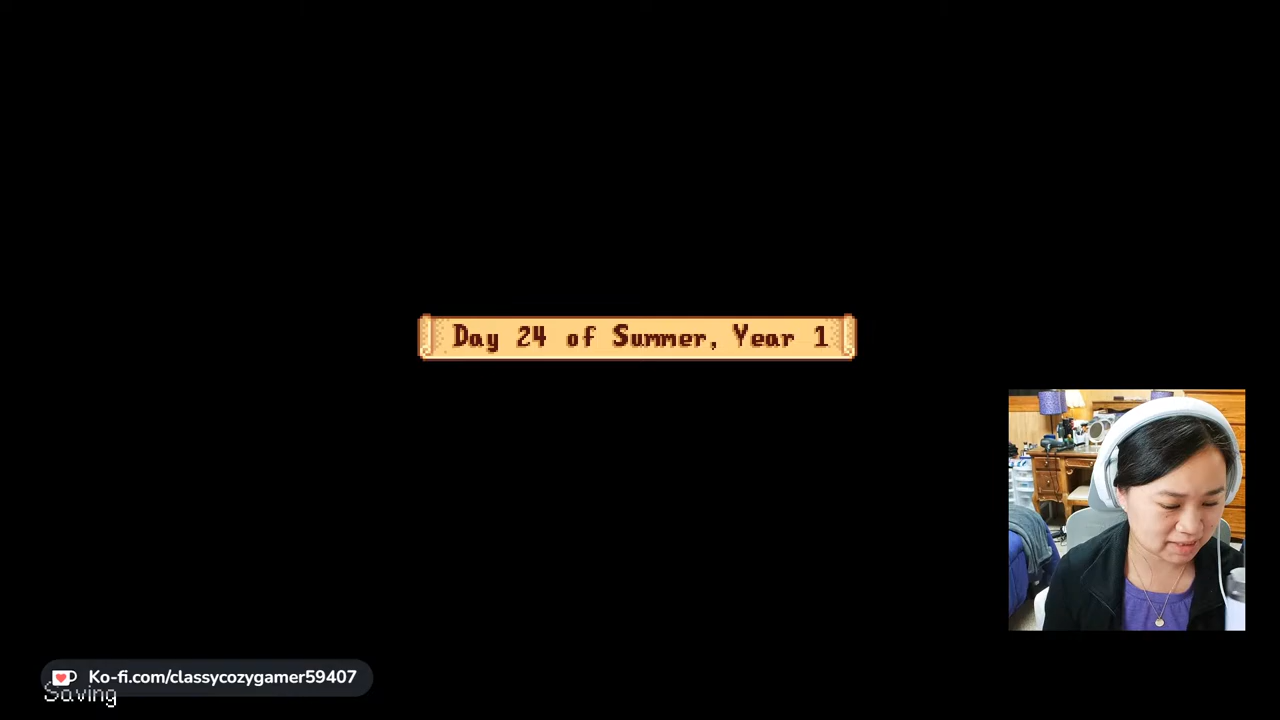 Day 24 of Summer, Year 1
Ko-fi.com/classycozygamer59407
Saving